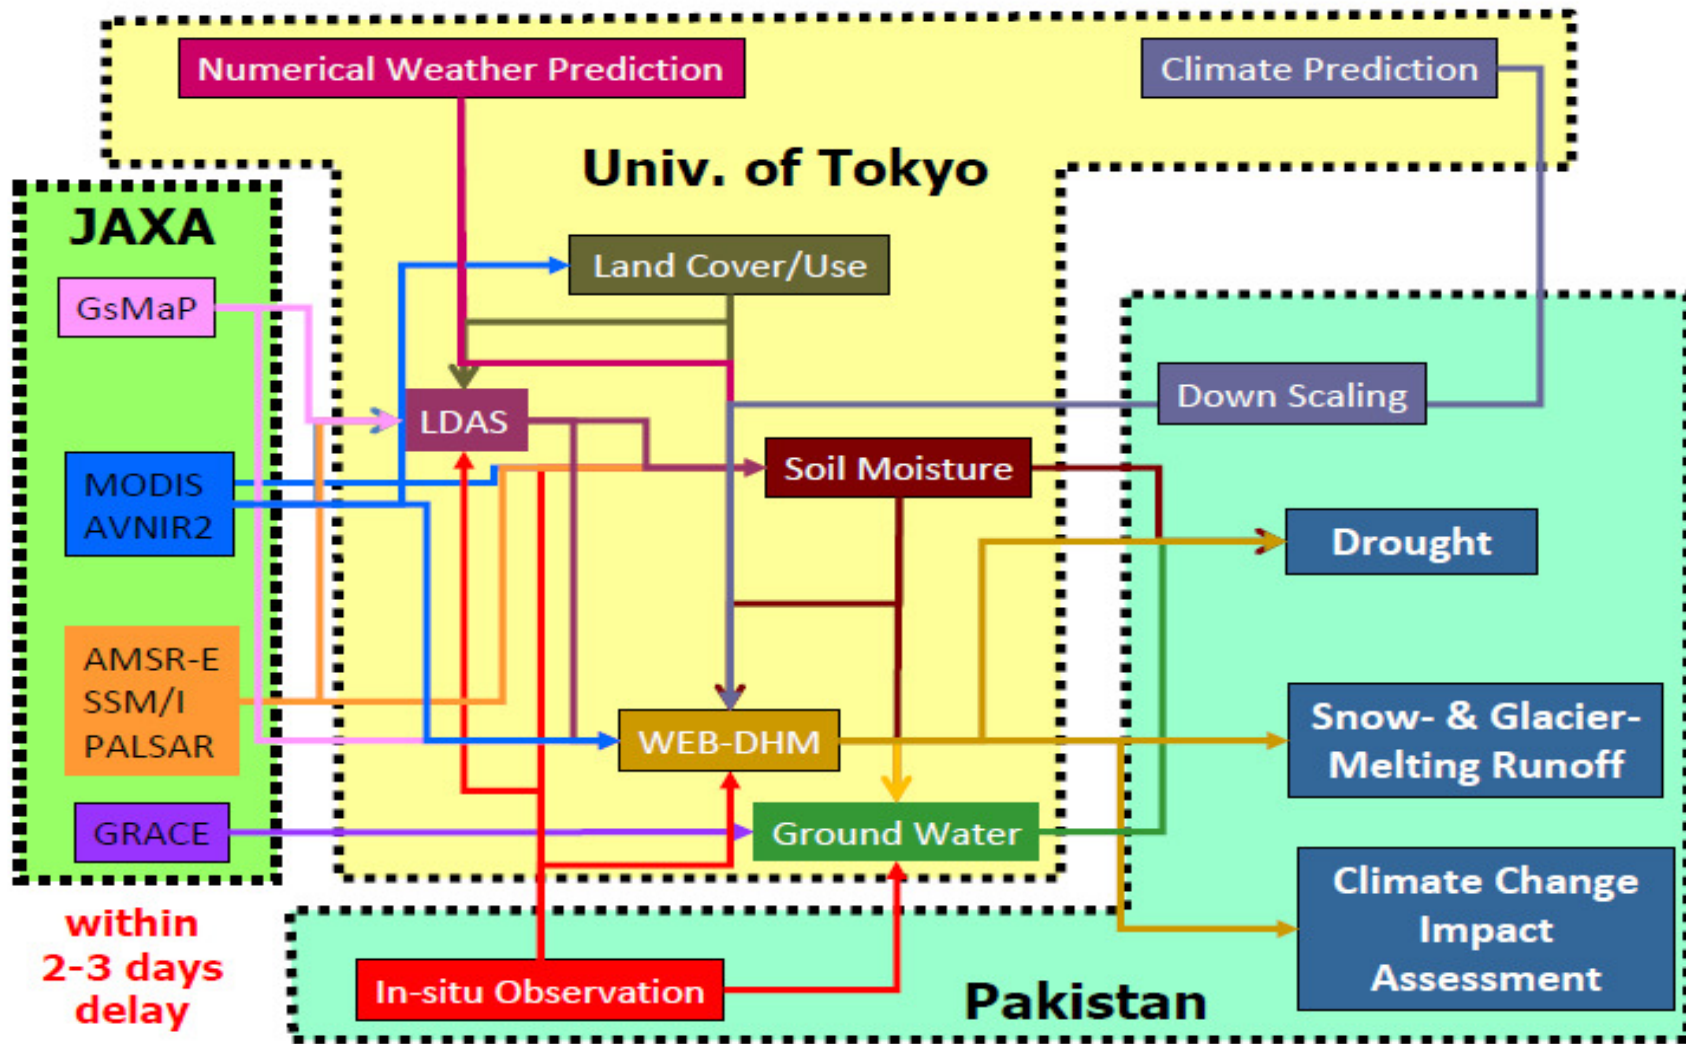 Numerical Weather Prediction
Climate Prediction
Univ. of Tokyo
JAXA
Land Cover/Use
GsMaP
Down Scaling
LDAS
Soil Moisture
MODIS
AVNIR2
Drought
AMSR-E
SSM/I
PALSAR
Snow- & Glacier-
Melting Runoff
WEB-DHM
GRACE
Ground Water
Climate Change
Impact
Assessment
within
2-3 days
delay
In-situ Observation
Pakistan